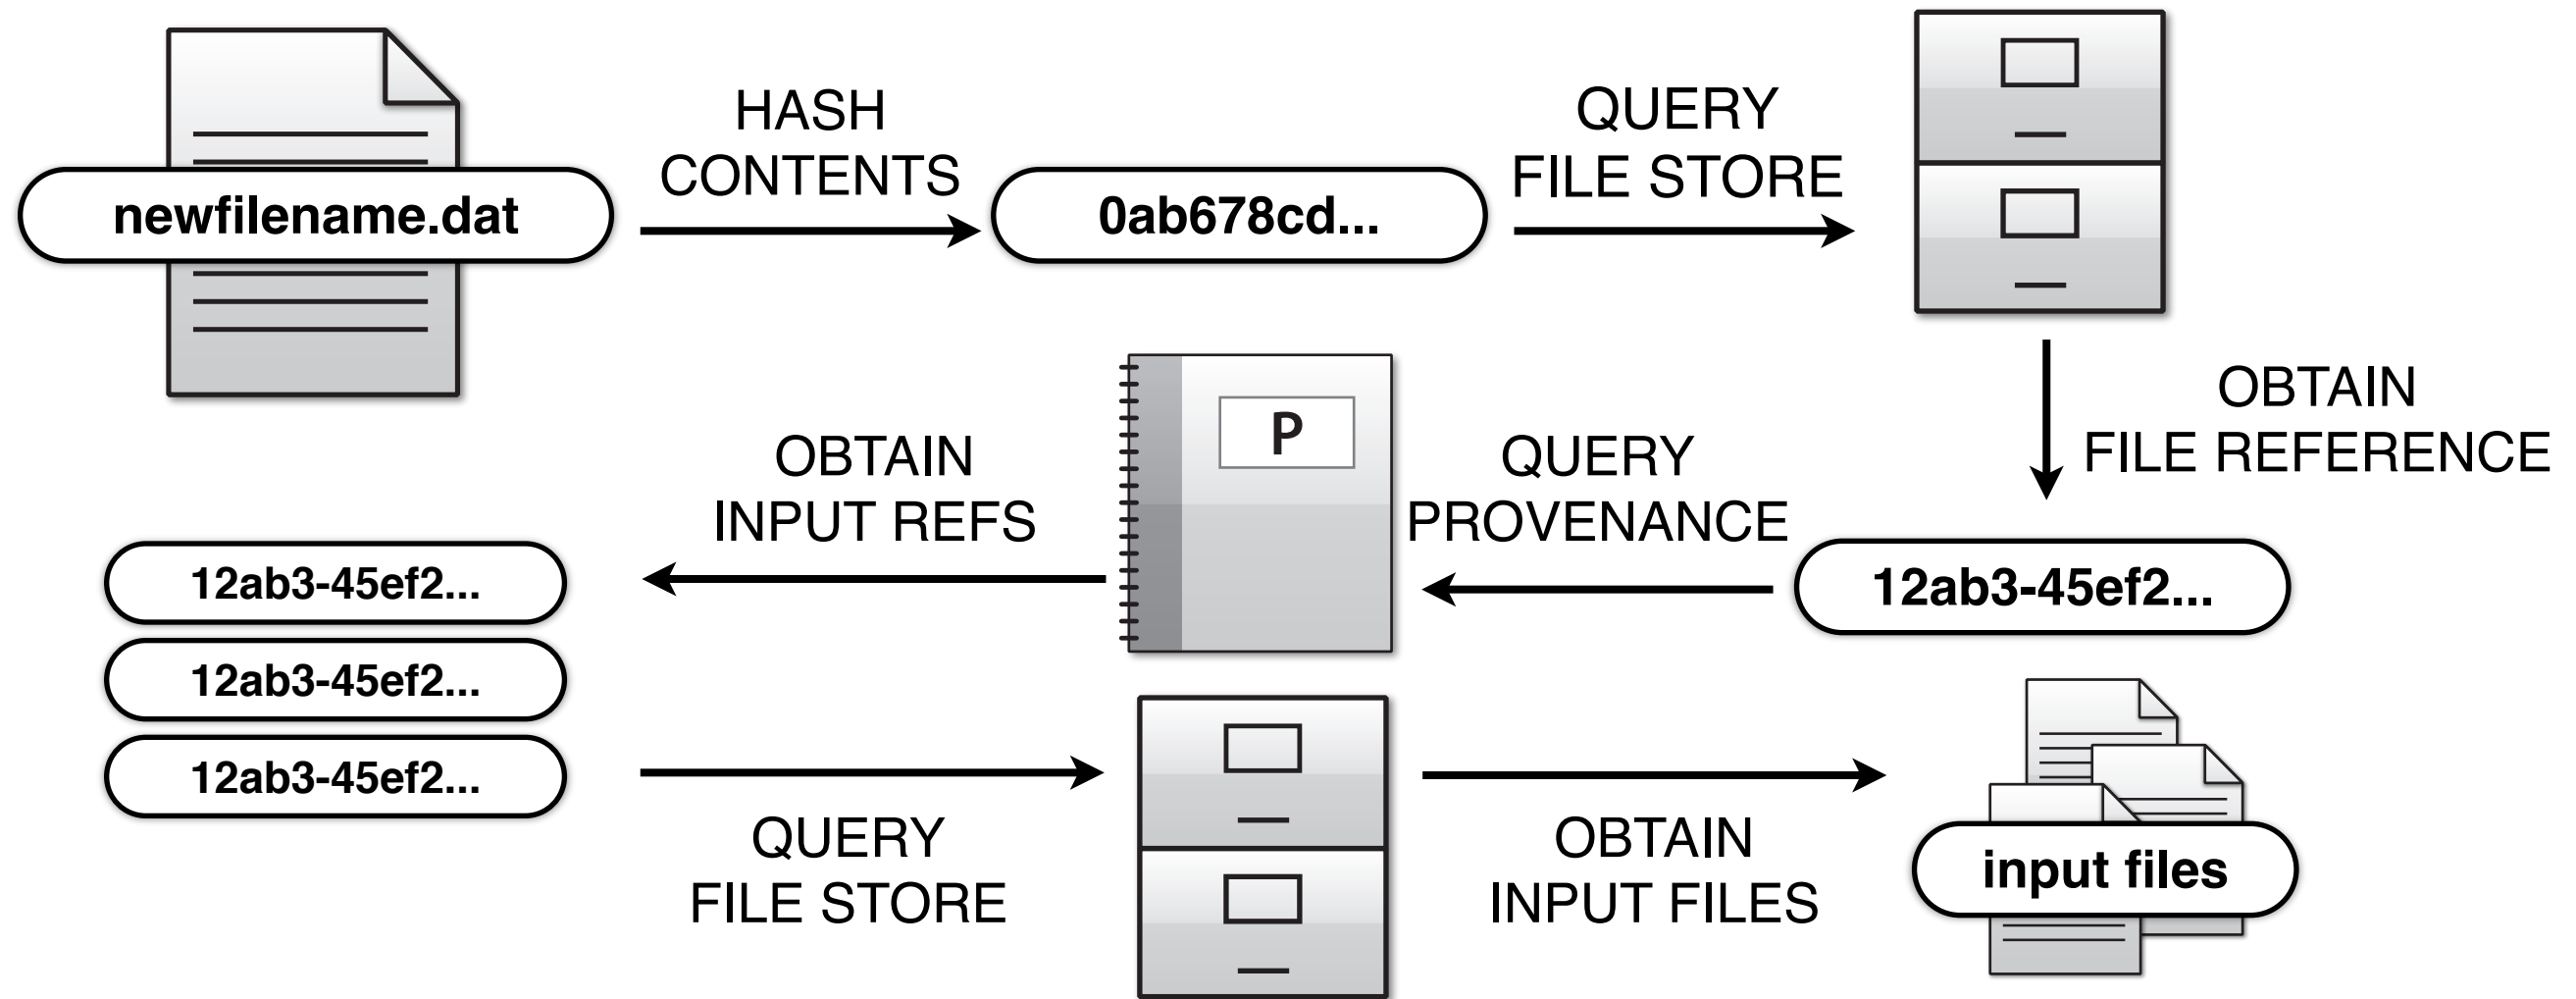 HASH
CONTENTS
newfilename.dat
0ab678cd...
QUERY
FILE STORE
OBTAIN
FILE REFERENCE
12ab3-45ef2...
QUERY
PROVENANCE
P
OBTAIN
INPUT REFS
12ab3-45ef2...
12ab3-45ef2...
12ab3-45ef2...
QUERY
FILE STORE
OBTAIN
INPUT FILES
input files